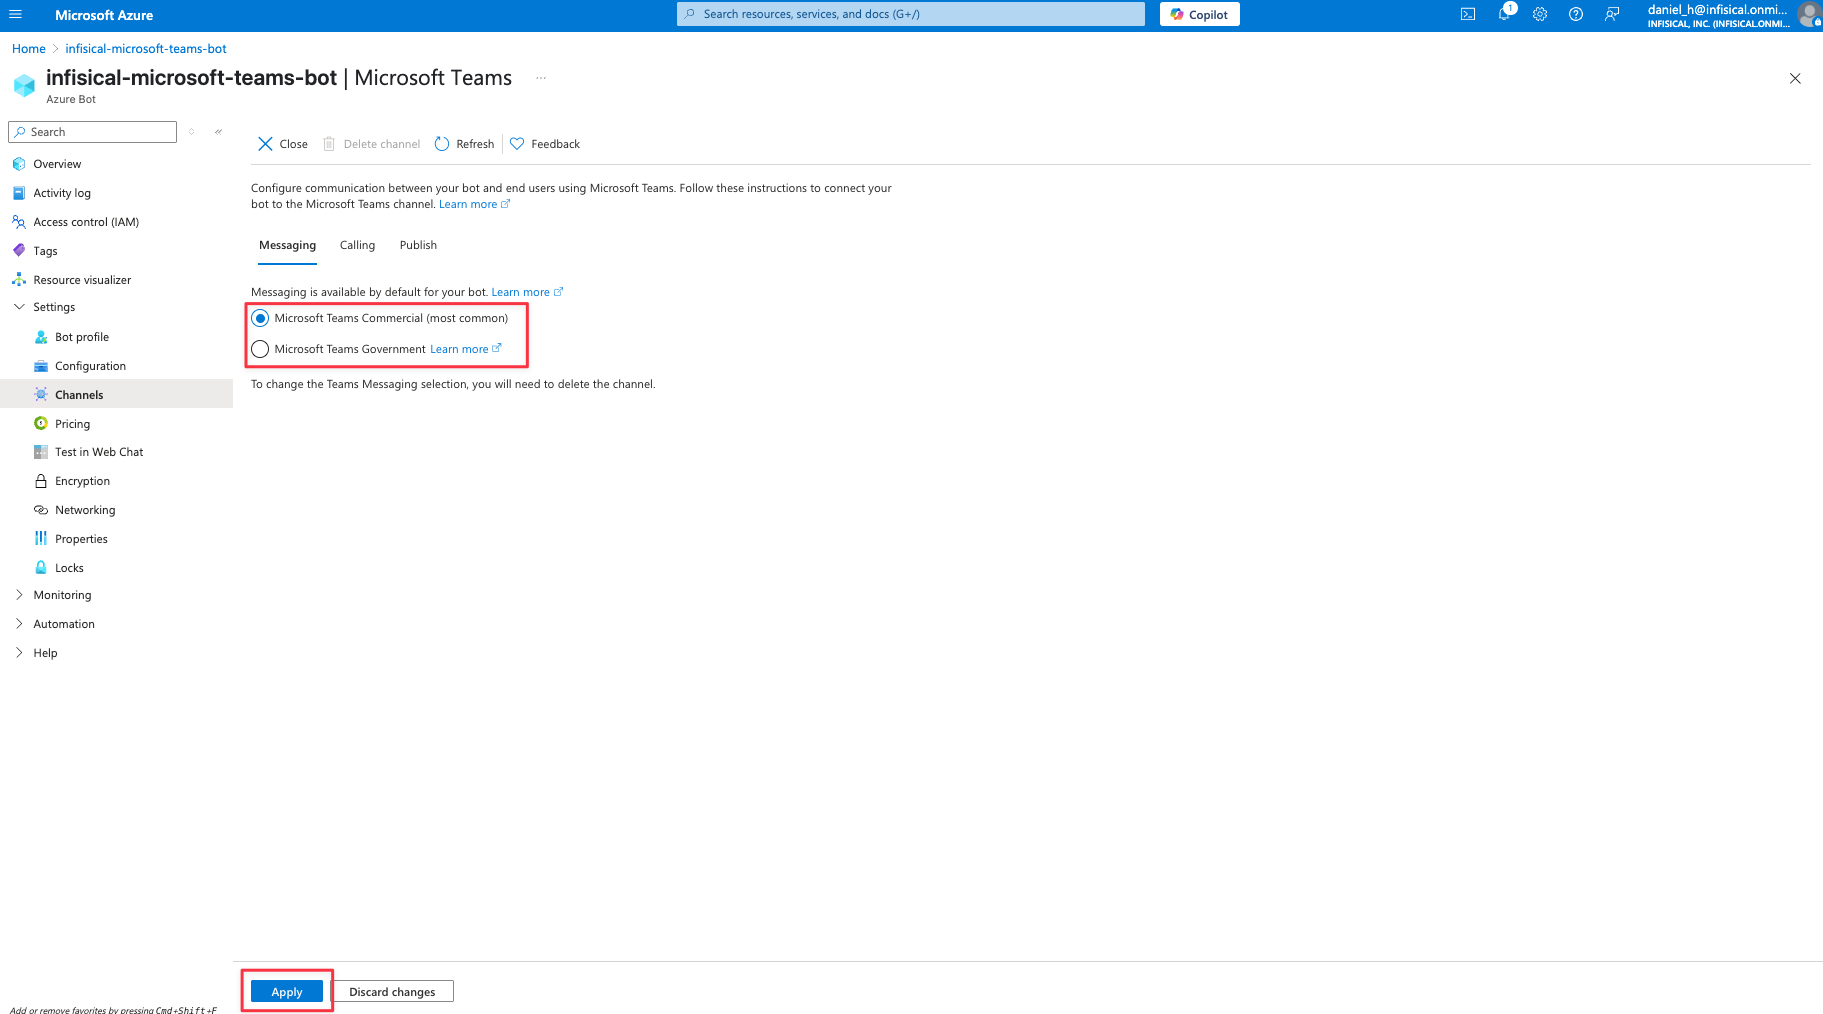 Microsoft Azure
Search resources, services, and docs (G+/)
Copilot
1
daniel_h@infisical.onmi...
INFISICAL, INC. (INFISICAL.ONMI...
Home > infisical-microsoft-teams-bot
infisical-microsoft-teams-bot | Microsoft Teams ...
Azure Bot
Search
Close
Delete channel
Refresh
Feedback
Overview
Activity log
Access control (IAM)
Tags
Resource visualizer
Settings
Bot profile
Configuration
Channels
Pricing
Test in Web Chat
Encryption
Networking
Properties
Locks
Monitoring
Automation
Help
Configure communication between your bot and end users using Microsoft Teams. Follow these instructions to connect your
bot to the Microsoft Teams channel. Learn more
Messaging
Calling
Publish
Messaging is available by default for your bot. Learn more
Microsoft Teams Commercial (most common)
Microsoft Teams Government Learn more
To change the Teams Messaging selection, you will need to delete the channel.
Apply
Discard changes
Add or remove favorites by pressing Cmd+Shift+F